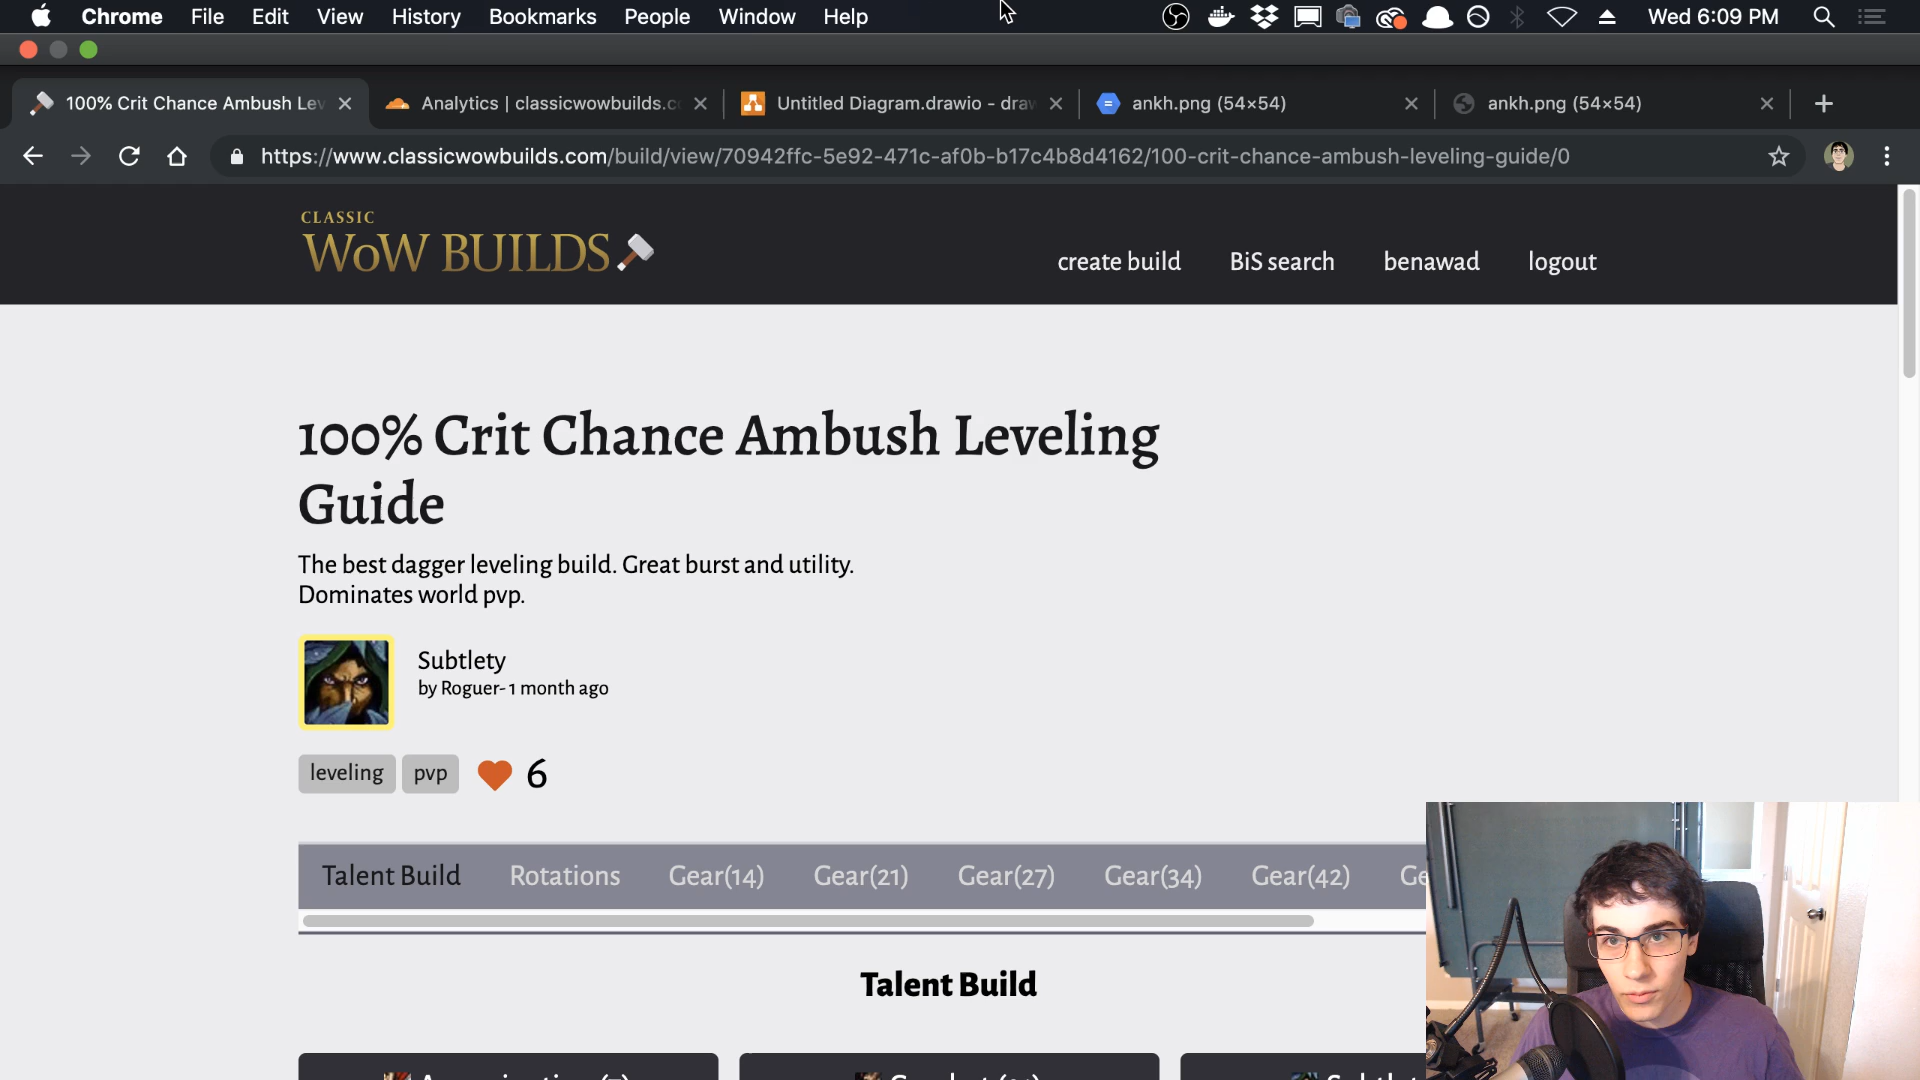 Chrome File Edit View History Bookmarks People Window Help Wed 6:09 PM
100% Crit Chance Ambush Lev
Analytics | classicwowbuilds.c
Untitled Diagram.drawio - draw
ankh.png (54×54)
ankh.png (54×54)
https://www.classicwowbuilds.com/build/view/70942ffc-5e92-471c-af0b-b17c4b8d4162/100-crit-chance-ambush-leveling-guide/0
CLASSIC
WoW BUILDS
create build BiS search benawad logout
100% Crit Chance Ambush Leveling
Guide
The best dagger leveling build. Great burst and utility.
Dominates world pvp.
Subtlety
by Roguer- 1 month ago
leveling pvp 6
Talent Build Rotations Gear(14) Gear(21) Gear(27) Gear(34) Gear(42) Ge
Talent Build